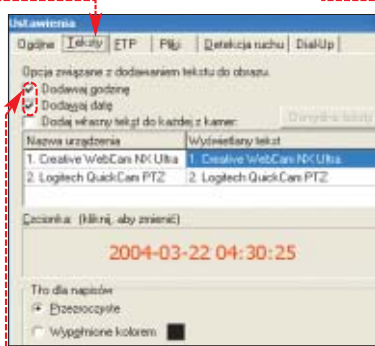 Ustawienia
Ogólne Teksty FTP Pliki Detekcja ruchu DialUp
Opcja związane z dodawaniem tekstu do obrazu.
Dodawaj godzinę
Dodawaj datę
Dodaj własny tekst do każdej z kamer:
Nazwa urządzenia Wyświetlany tekst
1. Creative WebCam NX Ultra 1. Creative WebCam NX Ultra
2. Logitech QuickCam PTZ 2. Logitech QuickCam PTZ
Czcionka: (kliknij, aby zmienić)
2004-03-22 04:30:25
Tło dla napisów
Przezroczyste
Wypełnione kolorem